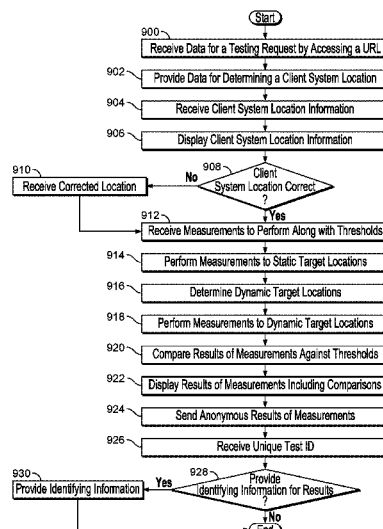 Start
900
Receive Data for a Testing Request by Accessing a URL
902
Provide Data for Determining a Client System Location
904
Receive Client System Location Information
906
Display Client System Location Information
908
Client
System Location Correct
?
No
910
Receive Corrected Location
Yes
912
Receive Measurements to Perform Along with Thresholds
914
Perform Measurements to Static Target Locations
916
Determine Dynamic Target Locations
918
Perform Measurements to Dynamic Target Locations
920
Compare Results of Measurements Against Thresholds
922
Display Results of Measurements Including Comparisons
924
Send Anonymous Results of Measurements
926
Receive Unique Test ID
928
Provide
Identifying Information for Results
?
Yes
930
Provide Identifying Information
No
End